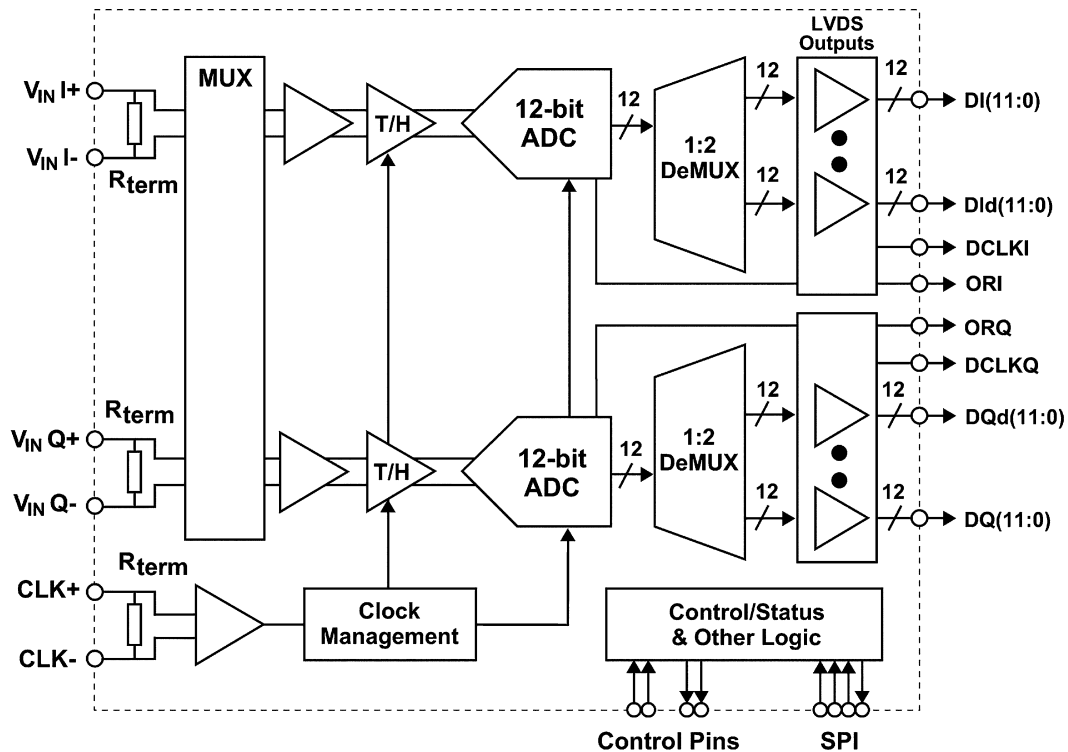 LVDS
Outputs
MUX
V_IN I+
V_IN I-
R_term
T/H
12-bit
ADC
12
1:2
DeMUX
12
12
12
12
DI(11:0)
DId(11:0)
DCLKI
ORI
ORQ
DCLKQ
DQd(11:0)
DQ(11:0)
R_term
V_IN Q+
V_IN Q-
T/H
12-bit
ADC
12
1:2
DeMUX
12
12
12
12
R_term
CLK+
CLK-
Clock
Management
Control/Status
& Other Logic
Control Pins
SPI